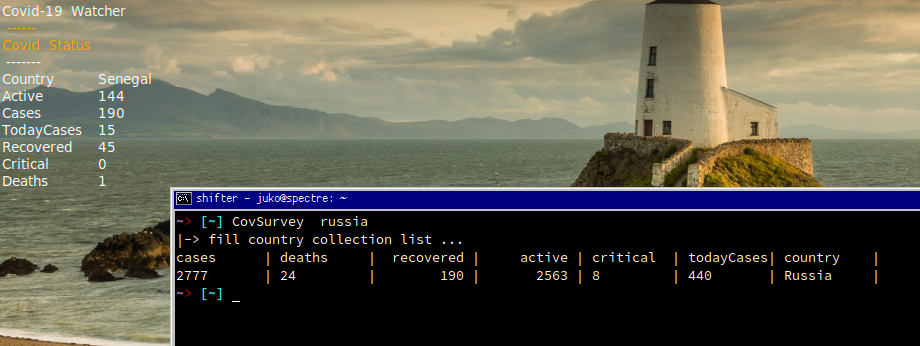 Covid-19 Watcher
------
Covid Status
-------
Country Senegal
Active 144
Cases 190
TodayCases 15
Recovered 45
Critical 0
Deaths 1
C:\ shifter - juko@spectre: ~
~> [~] CovSurvey russia
|-> fill country collection list ...
cases | deaths | recovered | active | critical | todayCases| country |
2777 | 24 | 190 | 2563 | 8 | 440 | Russia |
~> [~] _